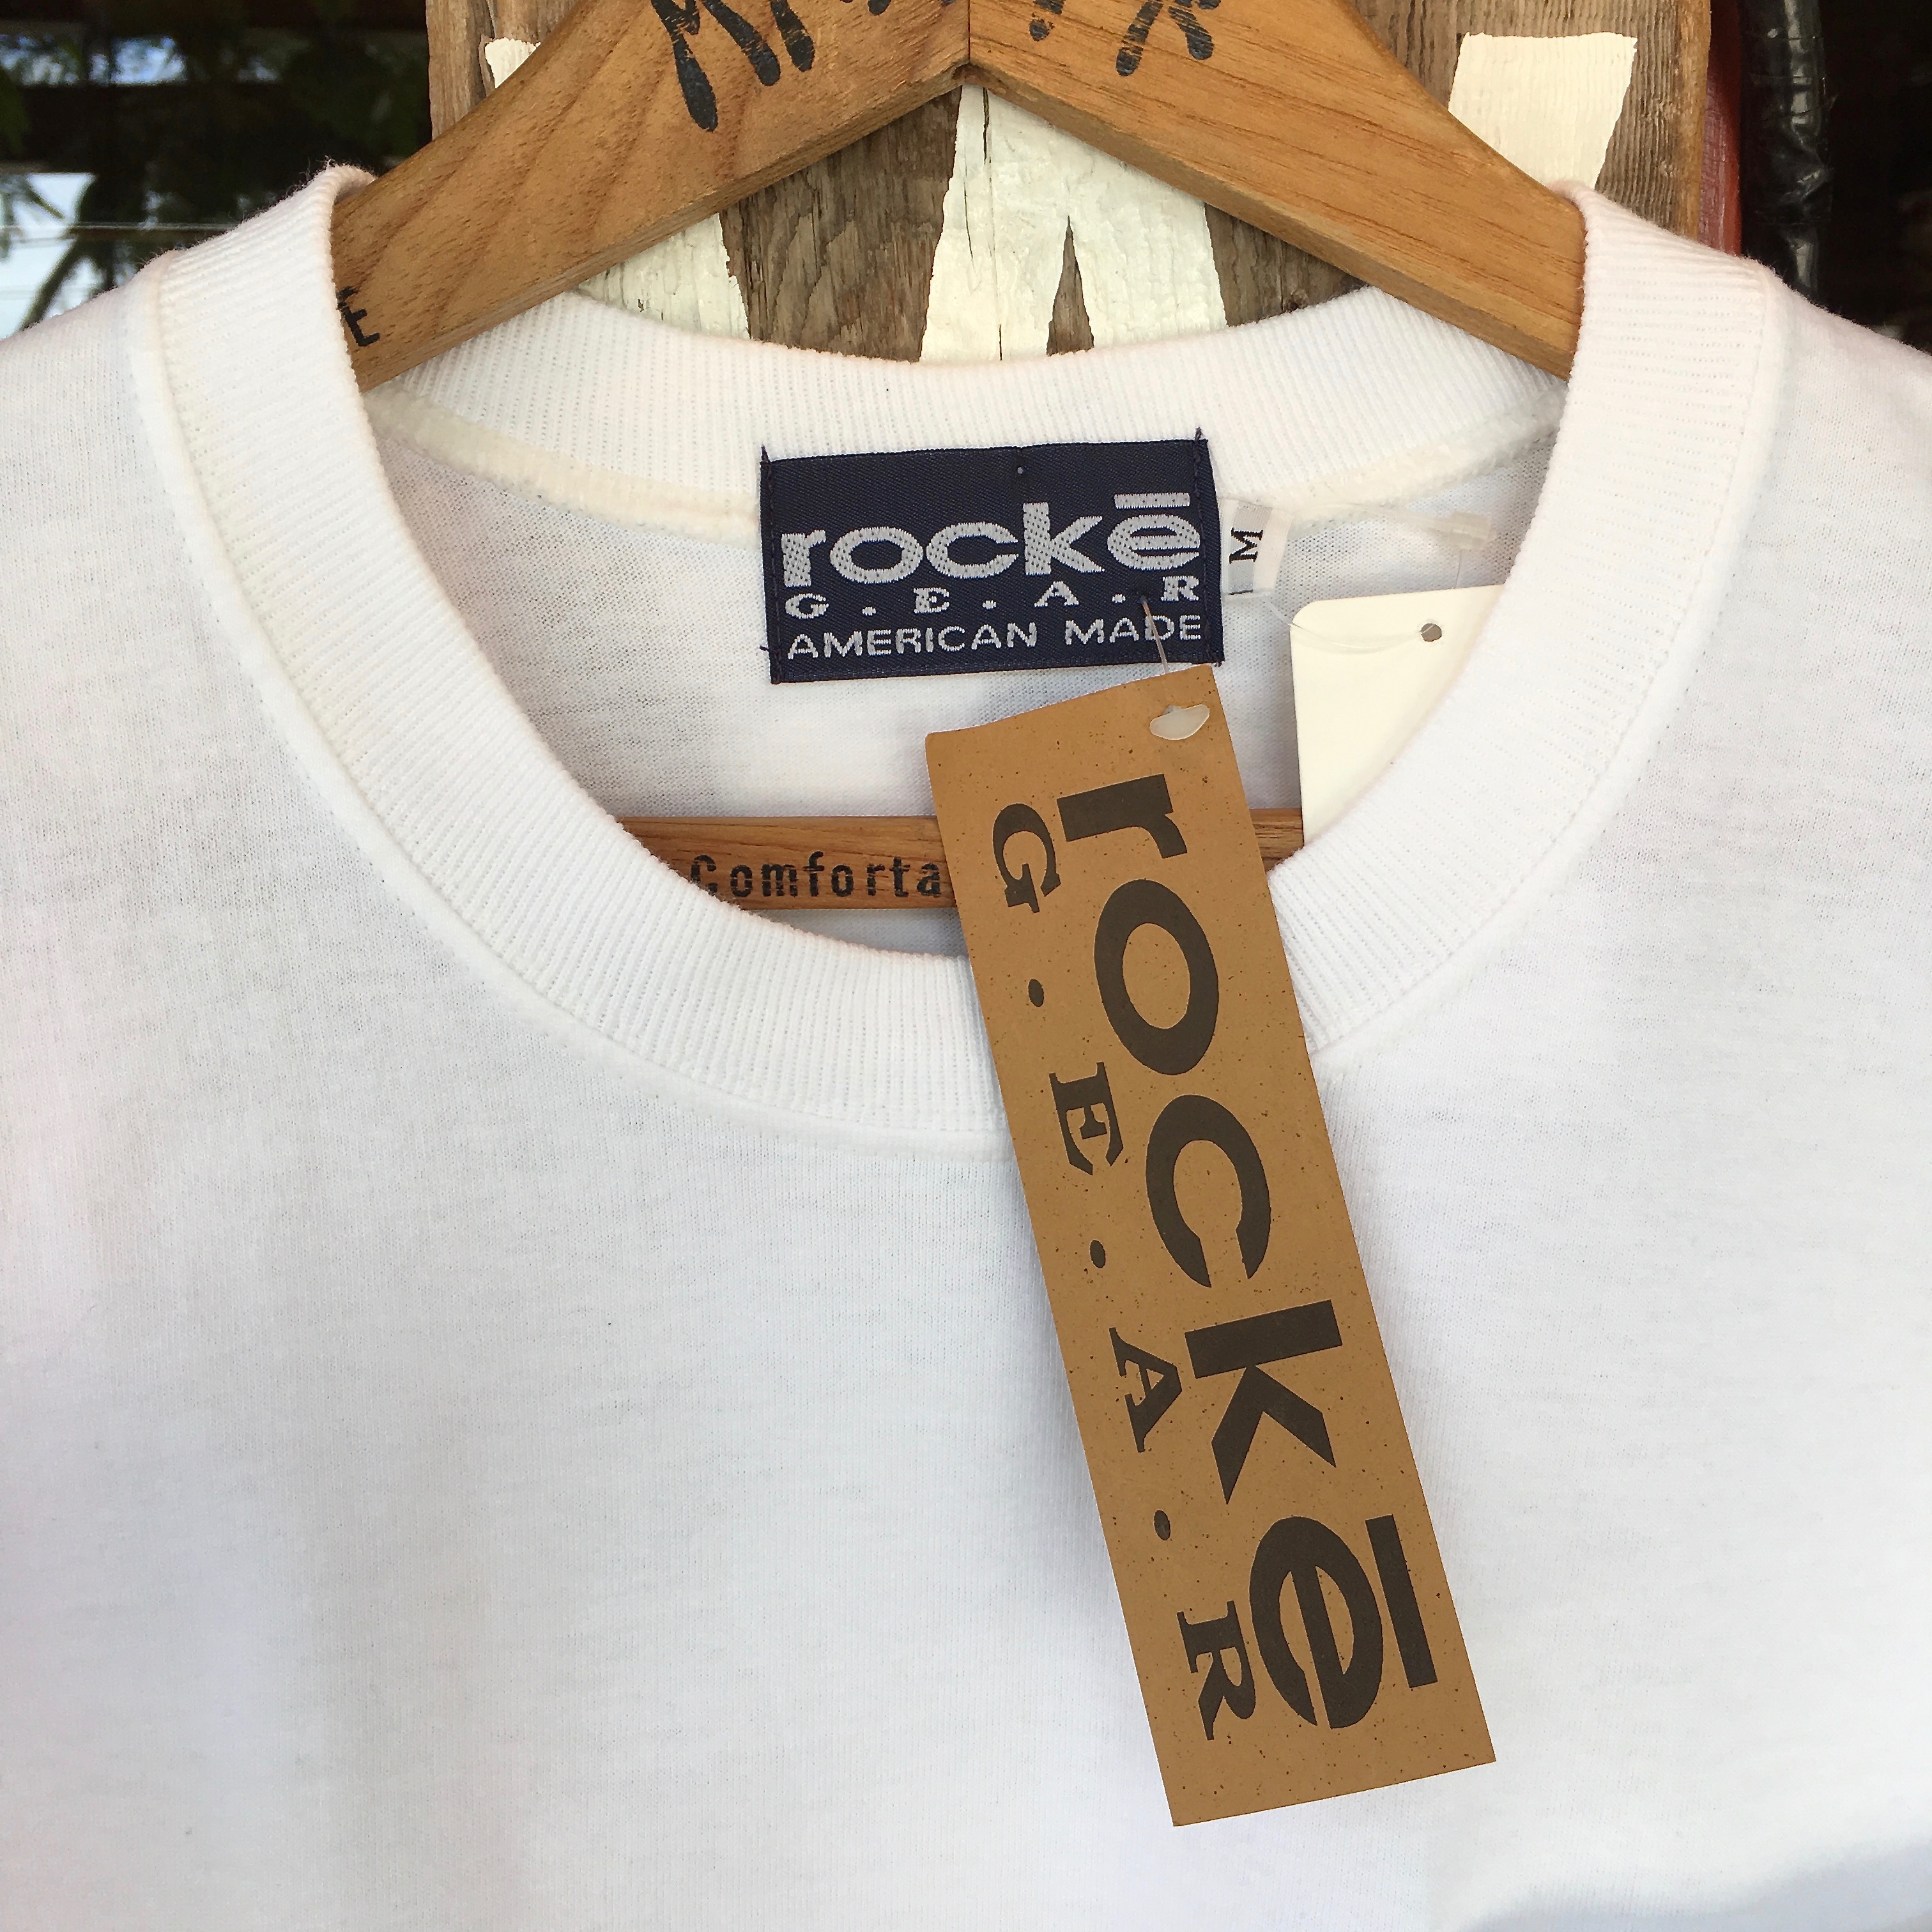 rockē
G.E.A.R
AMERICAN MADE
M
Comforta
rockē
G.E.A.R